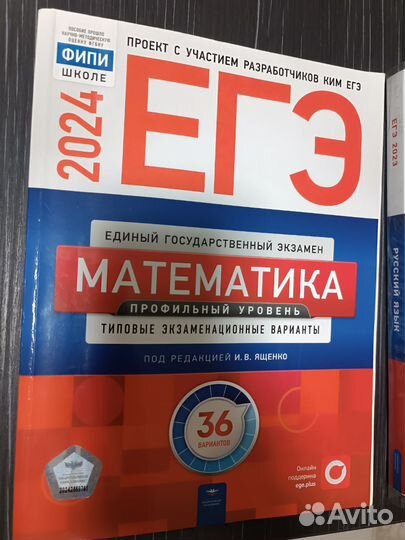 ПОСОБИЕ ПРОШЛО
НАУЧНО-МЕТОДИЧЕСКУЮ
ОЦЕНКУ ФГБНУ
ФИПИ
ШКОЛЕ
ПРОЕКТ С УЧАСТИЕМ РАЗРАБОТЧИКОВ КИМ ЕГЭ
2024
ЕГЭ
ЕДИНЫЙ ГОСУДАРСТВЕННЫЙ ЭКЗАМЕН
МАТЕМАТИКА
ПРОФИЛЬНЫЙ УРОВЕНЬ
ТИПОВЫЕ ЭКЗАМЕНАЦИОННЫЕ ВАРИАНТЫ
ПОД РЕДАКЦИЕЙ И. В. ЯЩЕНКО
36
ВАРИАНТОВ
Онлайн
поддержка
ege.plus
ЕГЭ 2023
РУССКИЙ ЯЗЫК
Avito